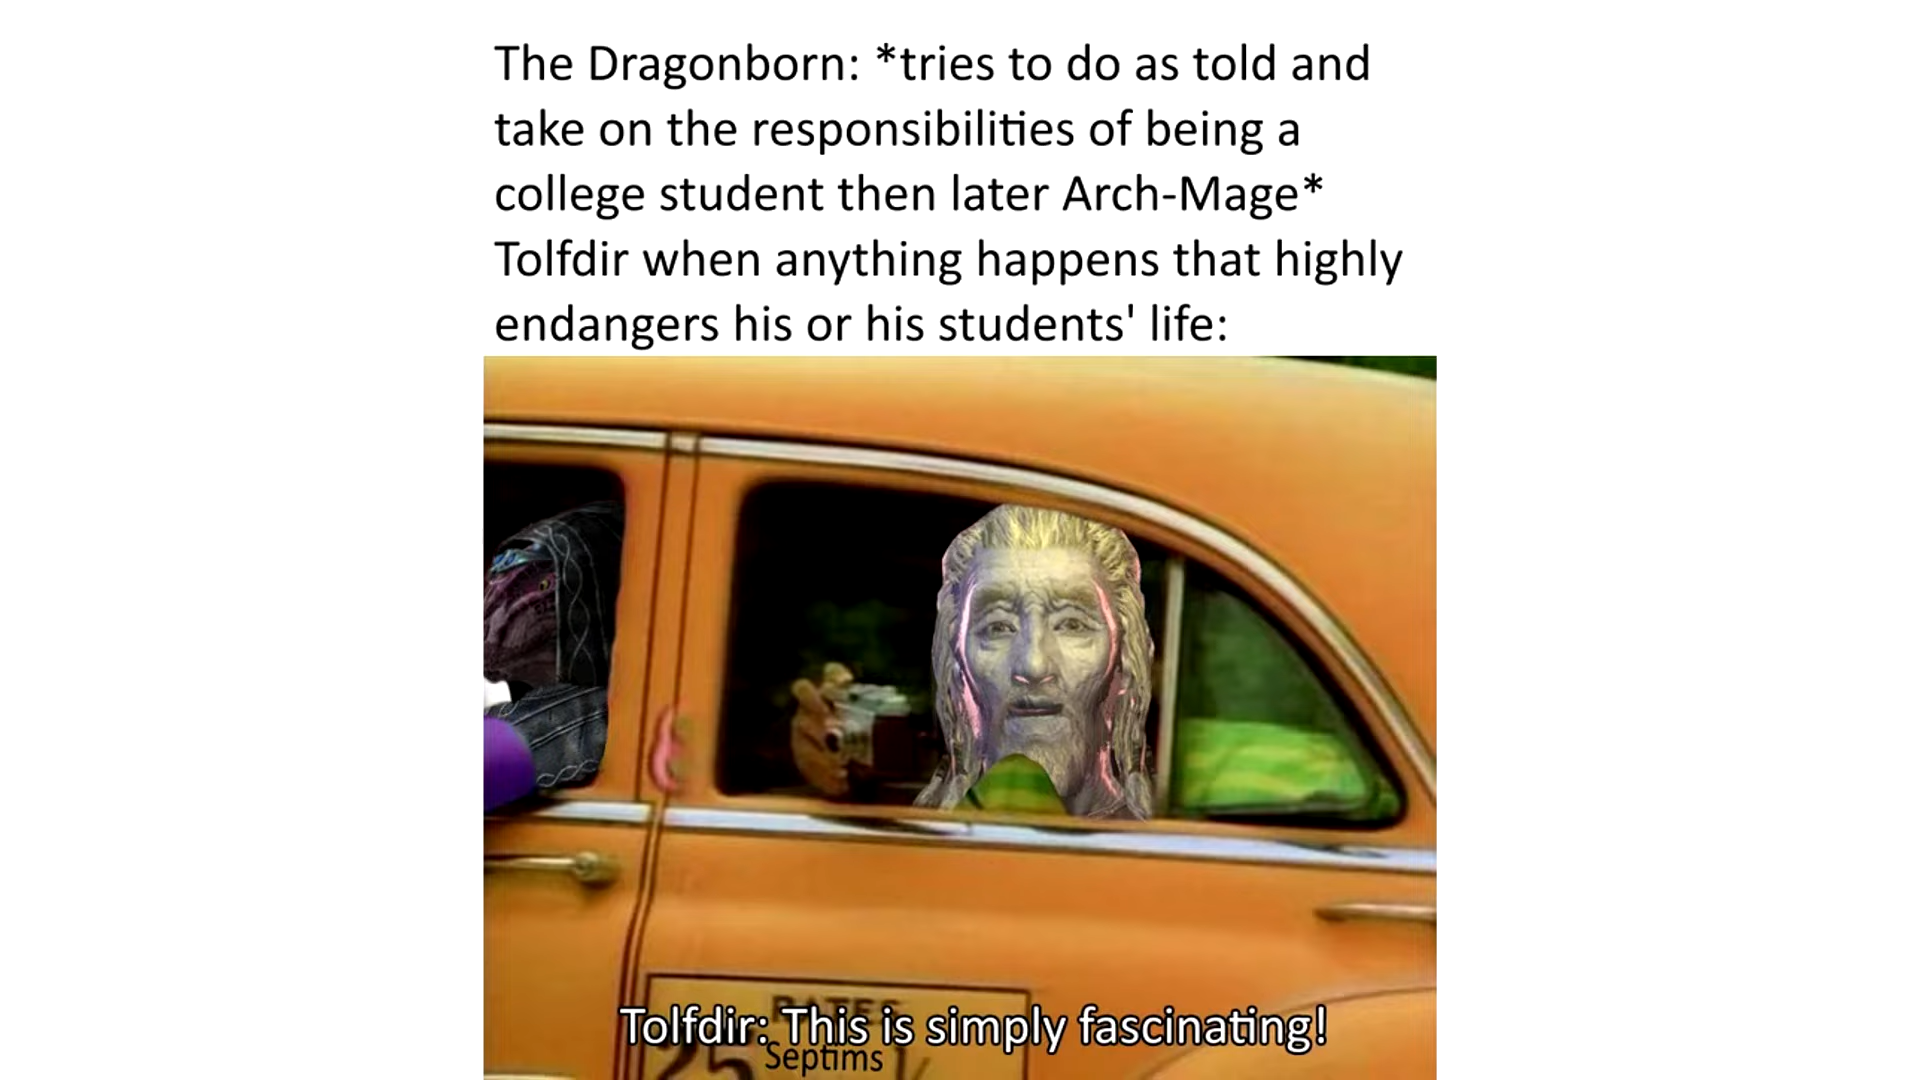 The Dragonborn: *tries to do as told and
take on the responsibilities of being a
college student then later Arch-Mage*
Tolfdir when anything happens that highly
endangers his or his students' life:
RATES
Tolfdir: This is simply fascinating!
25 Septims